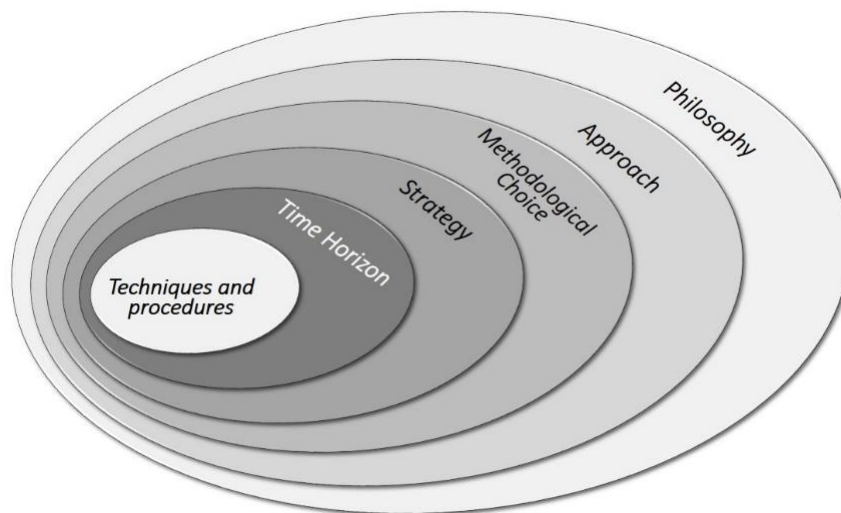 Philosophy
Approach
Methodological
Choice
Strategy
Time Horizon
Techniques and
procedures